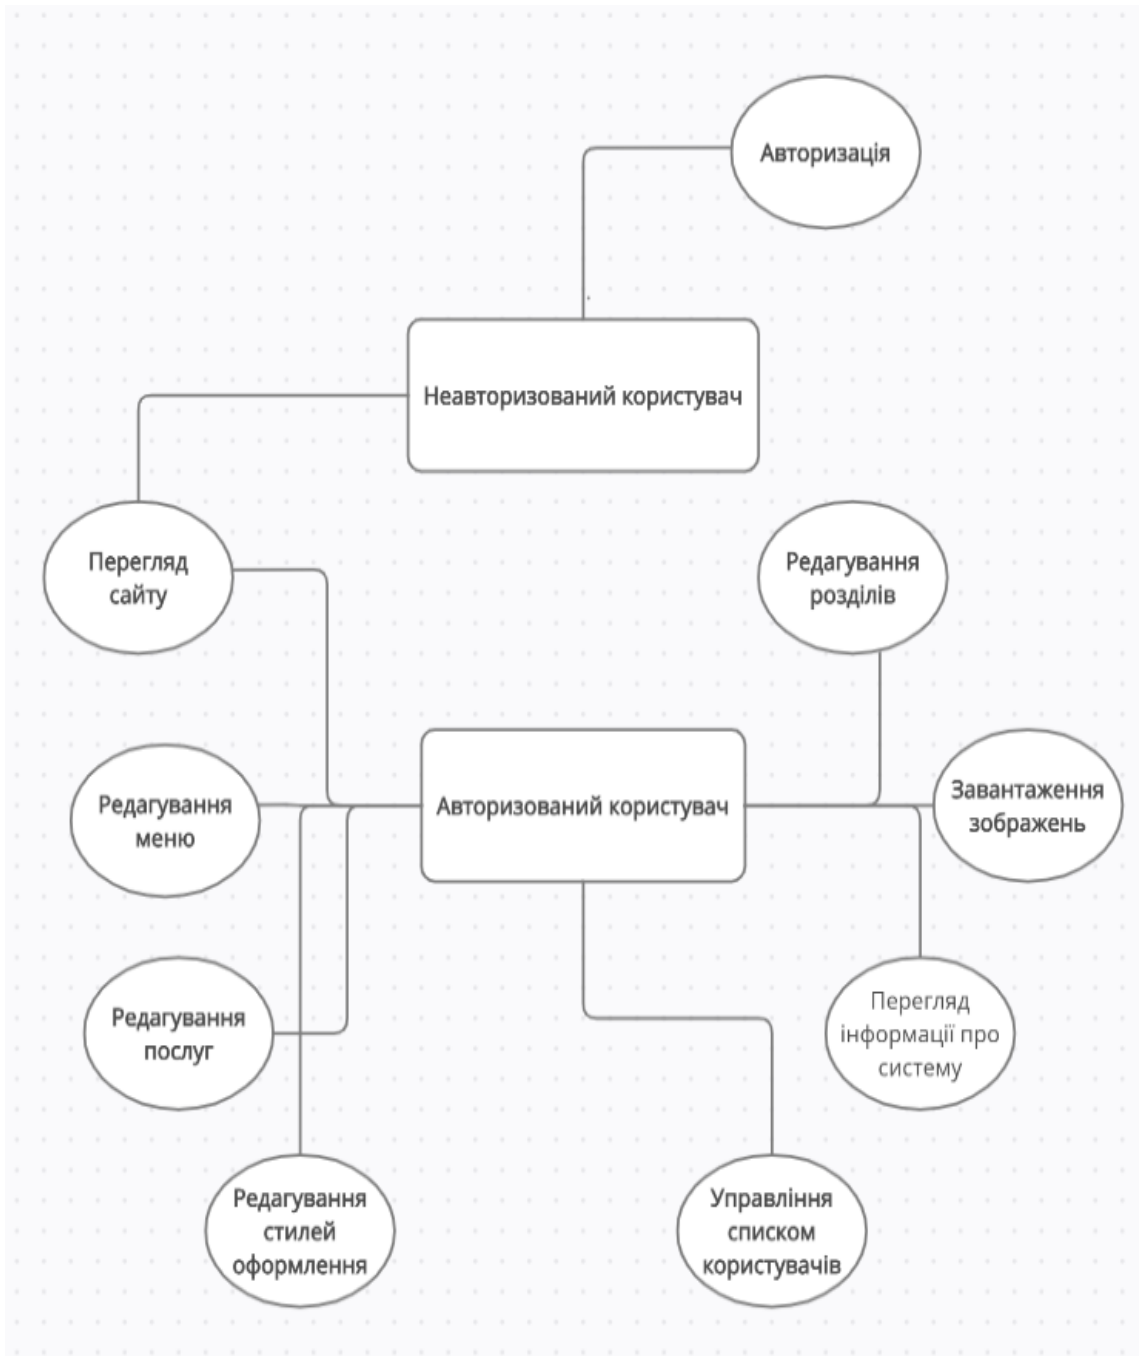 Авторизація
Неавторизований користувач
Перегляд
сайту
Редагування
розділів
Редагування
меню
Авторизований користувач
Завантаження
зображень
Редагування
послуг
Перегляд
інформації про
систему
Редагування
стилей
оформлення
Управління
списком
користувачів